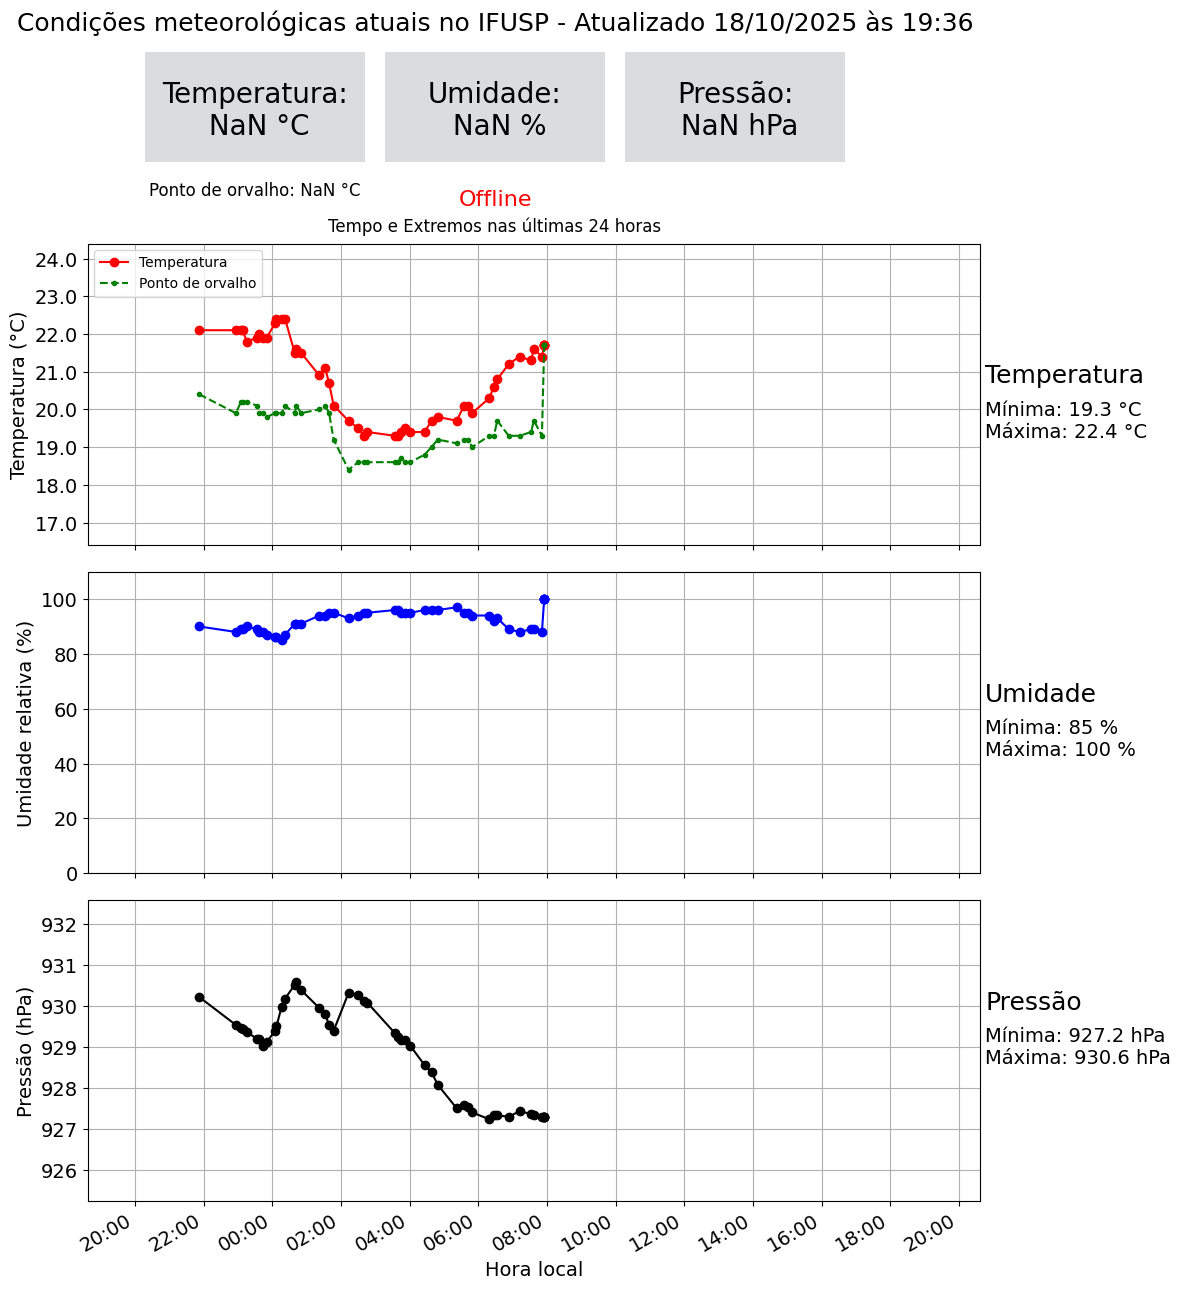 Condições meteorológicas atuais no IFUSP - Atualizado 18/10/2025 às 19:36
Temperatura:
NaN °C
Umidade:
NaN %
Pressão:
NaN hPa
Ponto de orvalho: NaN °C
Offline
Tempo e Extremos nas últimas 24 horas
Temperatura
Ponto de orvalho
Temperatura (°C)
24.0
23.0
22.0
21.0
20.0
19.0
18.0
17.0
Temperatura
Mínima: 19.3 °C
Máxima: 22.4 °C
Umidade relativa (%)
100
80
60
40
20
0
Umidade
Mínima: 85 %
Máxima: 100 %
Pressão (hPa)
932
931
930
929
928
927
926
Pressão
Mínima: 927.2 hPa
Máxima: 930.6 hPa
20:00 22:00 00:00 02:00 04:00 06:00 08:00 10:00 12:00 14:00 16:00 18:00 20:00
Hora local